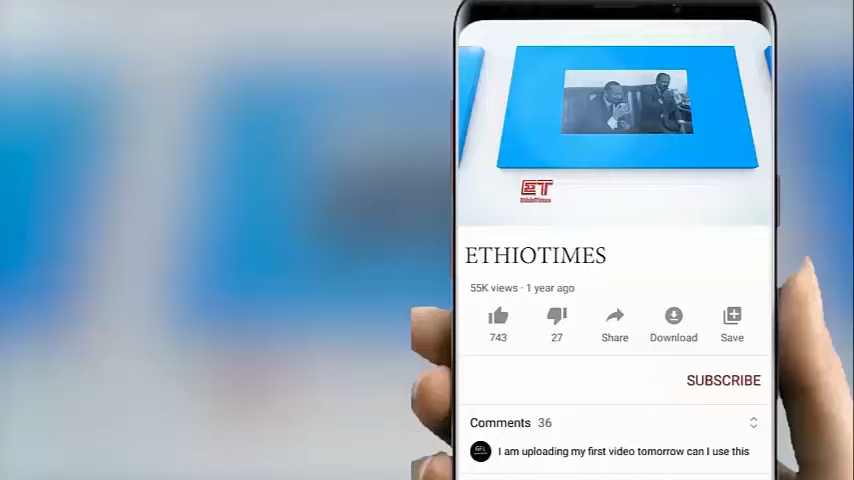 ET
EthioTimes
ETHIOTIMES
55K views · 1 year ago
743 27 Share Download Save
SUBSCRIBE
Comments 36
GFL
I am uploading my first video tomorrow can I use this